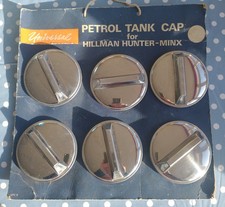 Universal
PETROL TANK CAP
for
HILLMAN HUNTER-MINX